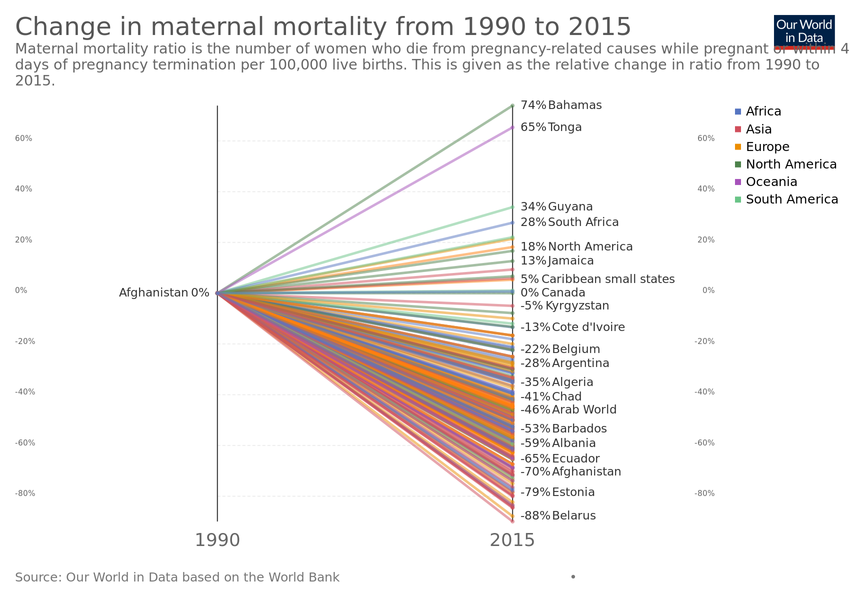 Change in maternal mortality from 1990 to 2015
Our World
in Data
Maternal mortality ratio is the number of women who die from pregnancy-related causes while pregnant or within 4
days of pregnancy termination per 100,000 live births. This is given as the relative change in ratio from 1990 to
2015.
74% Bahamas
Africa
65% Tonga
Asia
60%
60%
Europe
North America
Oceania
40%
40%
South America
34% Guyana
28% South Africa
20%
20%
18% North America
13% Jamaica
5% Caribbean small states
0%
Afghanistan 0%
0% Canada
0%
-5% Kyrgyzstan
-13% Cote d'Ivoire
-20%
-20%
-22% Belgium
-28% Argentina
-35% Algeria
-40%
-40%
-41% Chad
-46% Arab World
-53% Barbados
-59% Albania
-60%
-60%
-65% Ecuador
-70% Afghanistan
-79% Estonia
-80%
-80%
-88% Belarus
1990
2015
Source: Our World in Data based on the World Bank